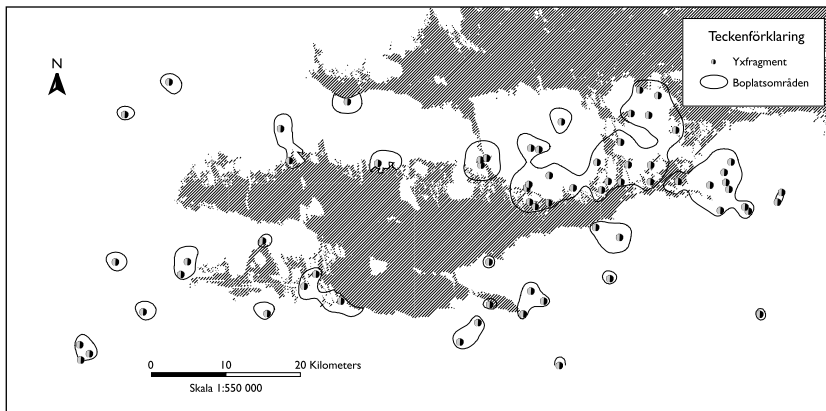 Teckenförklaring
Yxfragment
Boplatsområden
N
0 10 20 Kilometers
Skala 1:550 000